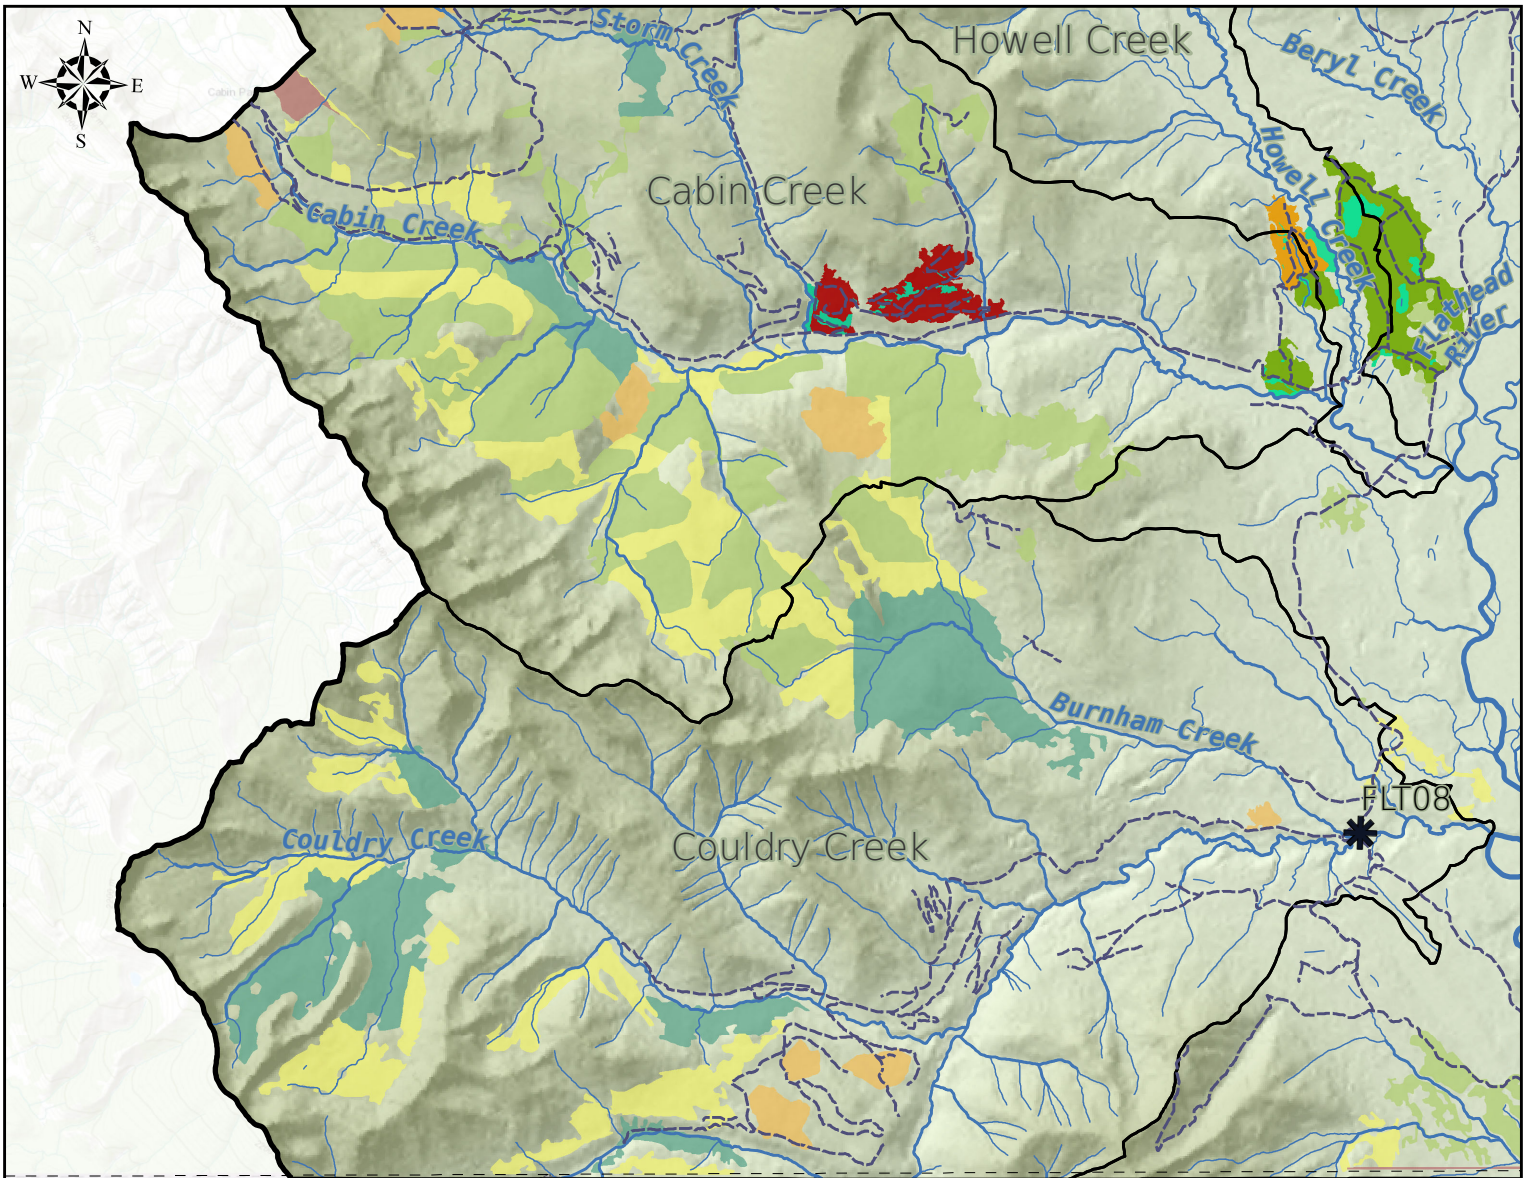 N
W E
S
Storm Creek
Howell Creek
Beryl Creek
Howell Creek
Cabin Creek
Cabin Creek
Flathead
River
Burnham Creek
FLT08
Couldry Creek
Couldry Creek